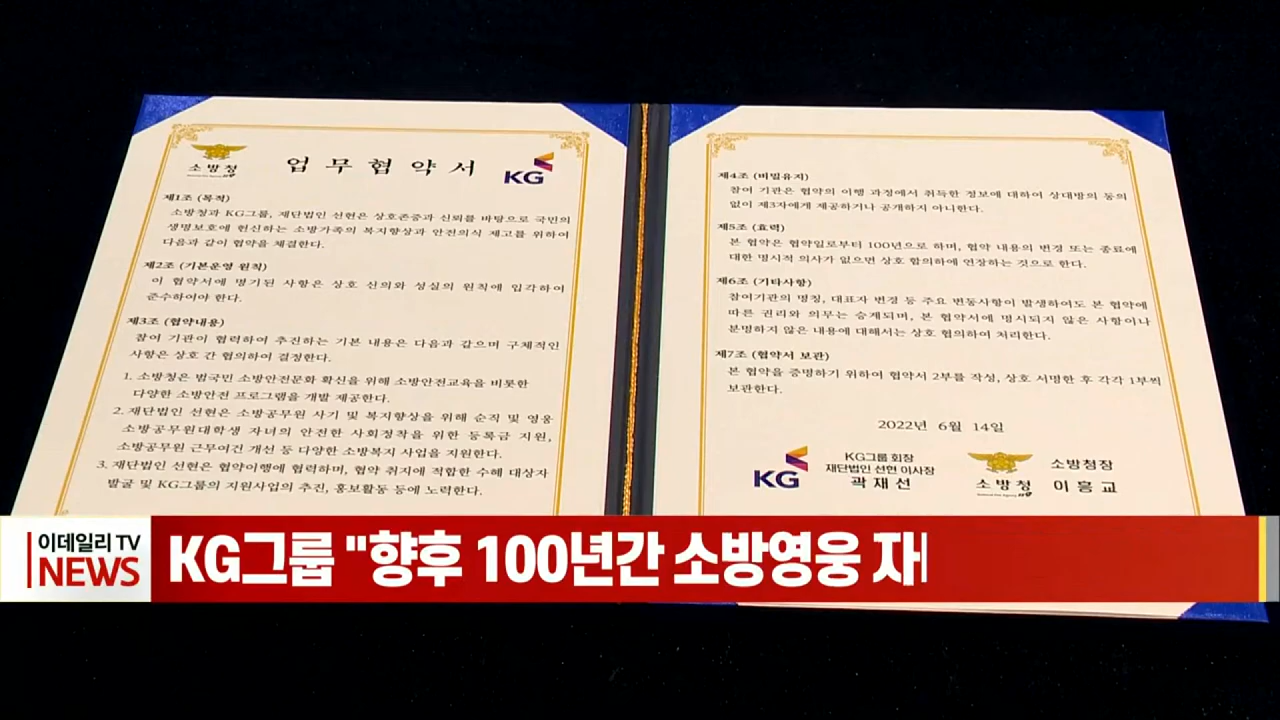 소방청
업무협약서
KG
제1조 (목적)
소방청과 KG그룹, 재단법인 선현은 상호존중과 신뢰를 바탕으로 국민의
생명보호에 헌신하는 소방가족의 복지향상과 안전의식 제고를 위하여
다음과 같이 협약을 체결한다.
제2조 (기본운영 원칙)
이 협약서에 명기된 사항은 상호 신의와 성실의 원칙에 입각하여
준수하여야 한다.
제3조 (협약내용)
참여 기관이 협력하여 추진하는 기본 내용은 다음과 같으며 구체적인
사항은 상호 간 협의하여 결정한다.
1. 소방청은 범국민 소방안전문화 확산을 위해 소방안전교육을 비롯한
다양한 소방안전 프로그램을 개발 제공한다.
2. 재단법인 선현은 소방공무원 사기 및 복지향상을 위해 순직 및 영웅
소방공무원대학생 자녀의 안전한 사회정착을 위한 등록금 지원,
소방공무원 근무여건 개선 등 다양한 소방복지 사업을 지원한다.
3. 재단법인 선현은 협약이행에 협력하며, 협약 취지에 적합한 수혜 대상자
발굴 및 KG그룹의 지원사업의 추진, 홍보활동 등에 노력한다.
제4조 (비밀유지)
참여 기관은 협약의 이행 과정에서 취득한 정보에 대하여 상대방의 동의
없이 제3자에게 제공하거나 공개하지 아니한다.
제5조 (효력)
본 협약은 협약일로부터 100년으로 하며, 협약 내용의 변경 또는 종료에
대한 명시적 의사가 없으면 상호 합의하에 연장하는 것으로 한다.
제6조 (기타사항)
참여기관의 명칭, 대표자 변경 등 주요 변동사항이 발생하여도 본 협약에
따른 권리와 의무는 승계되며, 본 협약서에 명시되지 않은 사항이나
분명하지 않은 내용에 대해서는 상호 협의하여 처리한다.
제7조 (협약서 보관)
본 협약을 증명하기 위하여 협약서 2부를 작성, 상호 서명한 후 각각 1부씩
보관한다.
2022년 6월 14일
KG
KG그룹 회장
재단법인 선현 이사장
곽재선
소방청
소방청장
이흥교
이데일리 TV
NEWS
KG그룹 "향후 100년간 소방영웅 자